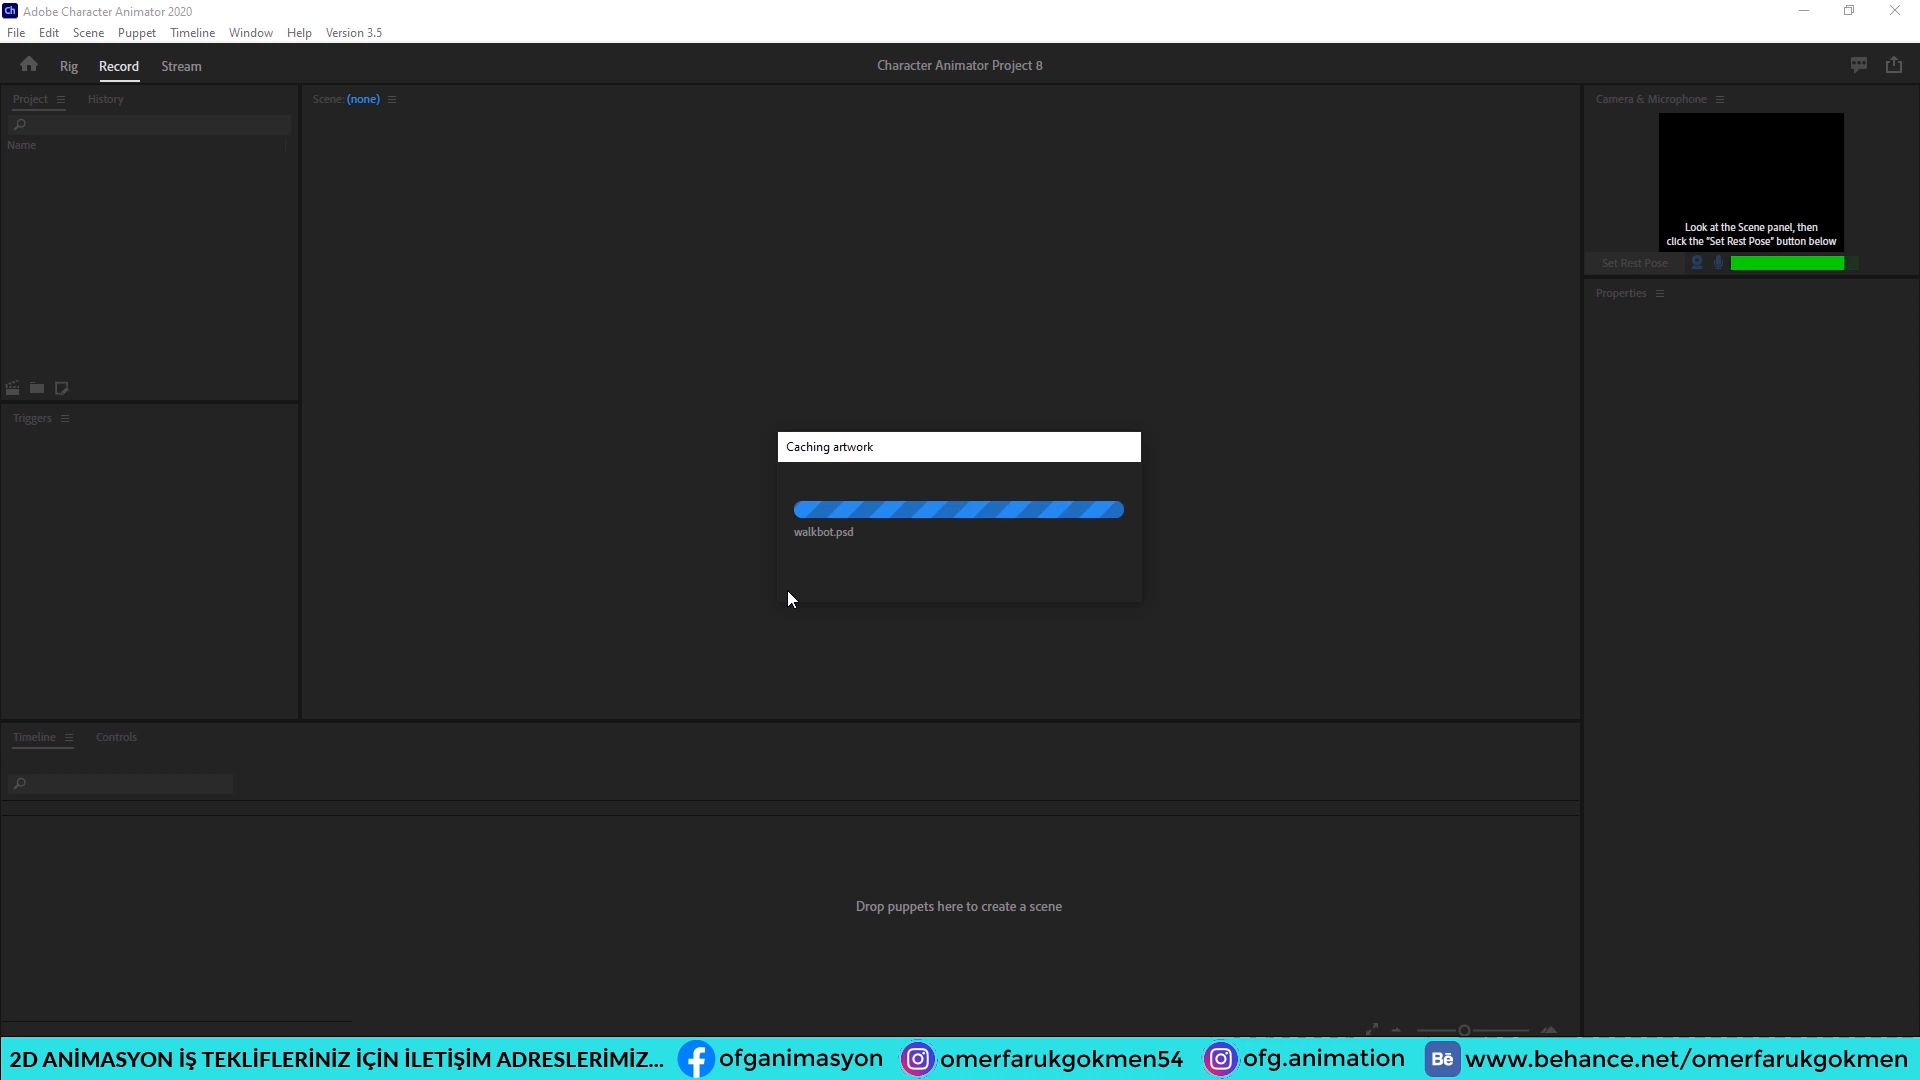 Ch Adobe Character Animator 2020
File Edit Scene Puppet Timeline Window Help Version 3.5
Rig Record Stream Character Animator Project 8
Project History
Name
Triggers
Scene: (none)
Camera & Microphone
Look at the Scene panel, then
click the "Set Rest Pose" button below
Set Rest Pose
Properties
Caching artwork
walkbot.psd
Timeline Controls
Drop puppets here to create a scene
2D ANİMASYON İŞ TEKLİFLERİNİZ İÇİN İLETİŞİM ADRESLERİMİZ... ofganimasyon omerfarukgokmen54 ofg.animation Bē www.behance.net/omerfarukgokmen